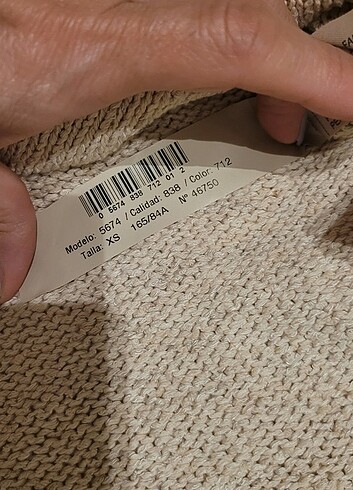 0 5674 838 712 01 2
Modelo: 5674 / Calidad: 838 / Color: 712
Talla: XS 165/84A Nº 46750